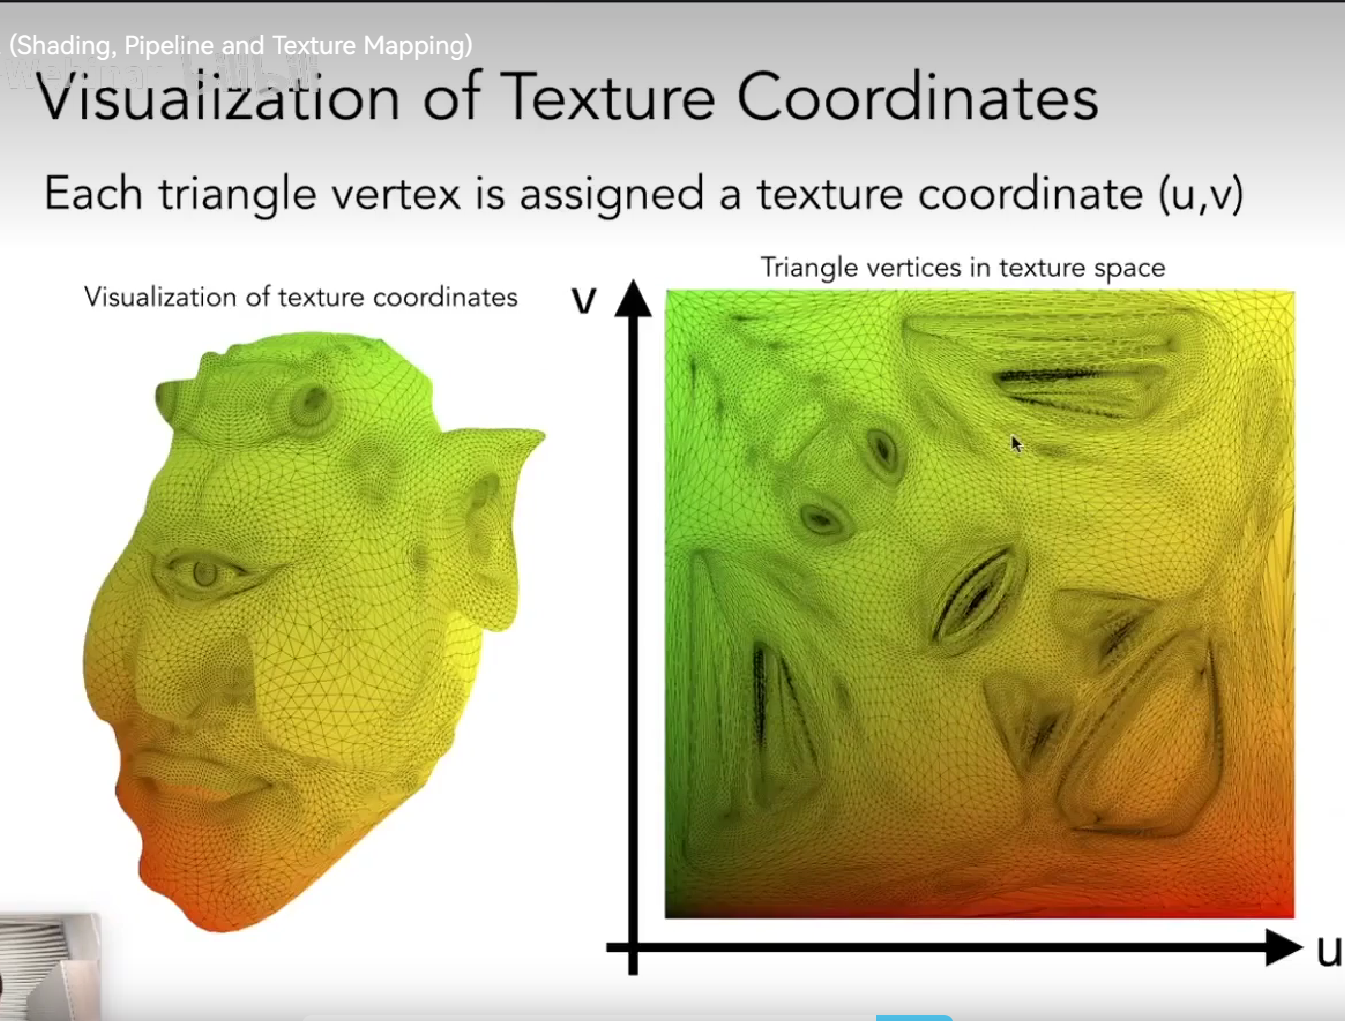 (Shading, Pipeline and Texture Mapping)
Webinar
Visualization of Texture Coordinates
Each triangle vertex is assigned a texture coordinate (u,v)
Triangle vertices in texture space
Visualization of texture coordinates
v
u